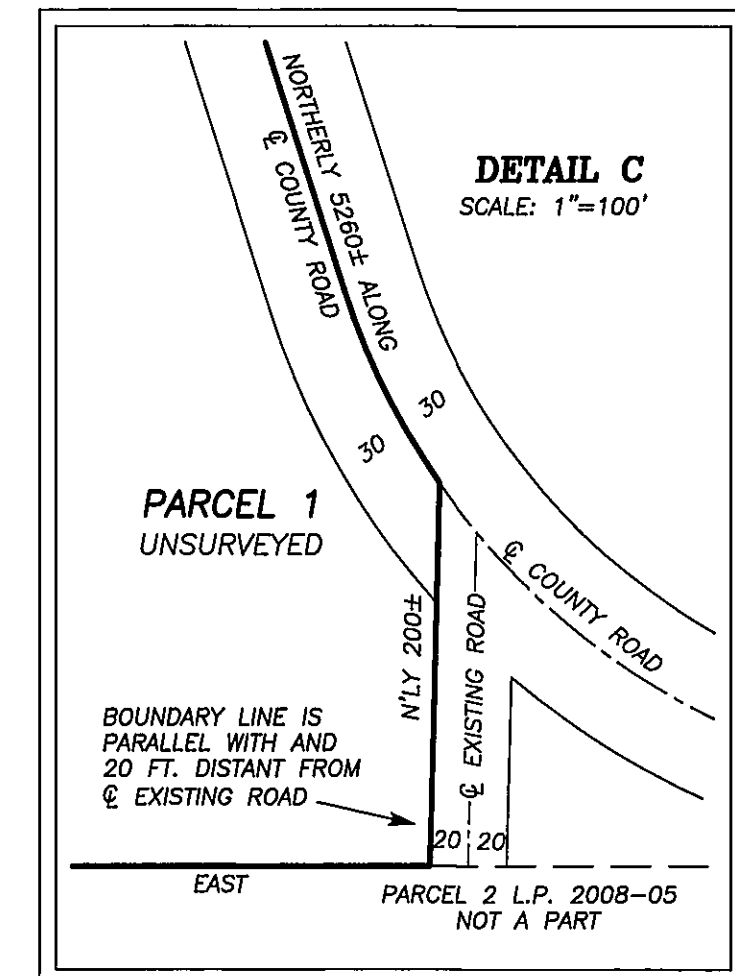 DETAIL C
SCALE: 1"=100'
NORTHERLY 5260± ALONG
℄ COUNTY ROAD
30
30
PARCEL 1
UNSURVEYED
℄ COUNTY ROAD
N'LY 200±
℄ EXISTING ROAD
BOUNDARY LINE IS
PARALLEL WITH AND
20 FT. DISTANT FROM
℄ EXISTING ROAD
20 20
EAST
PARCEL 2 L.P. 2008-05
NOT A PART